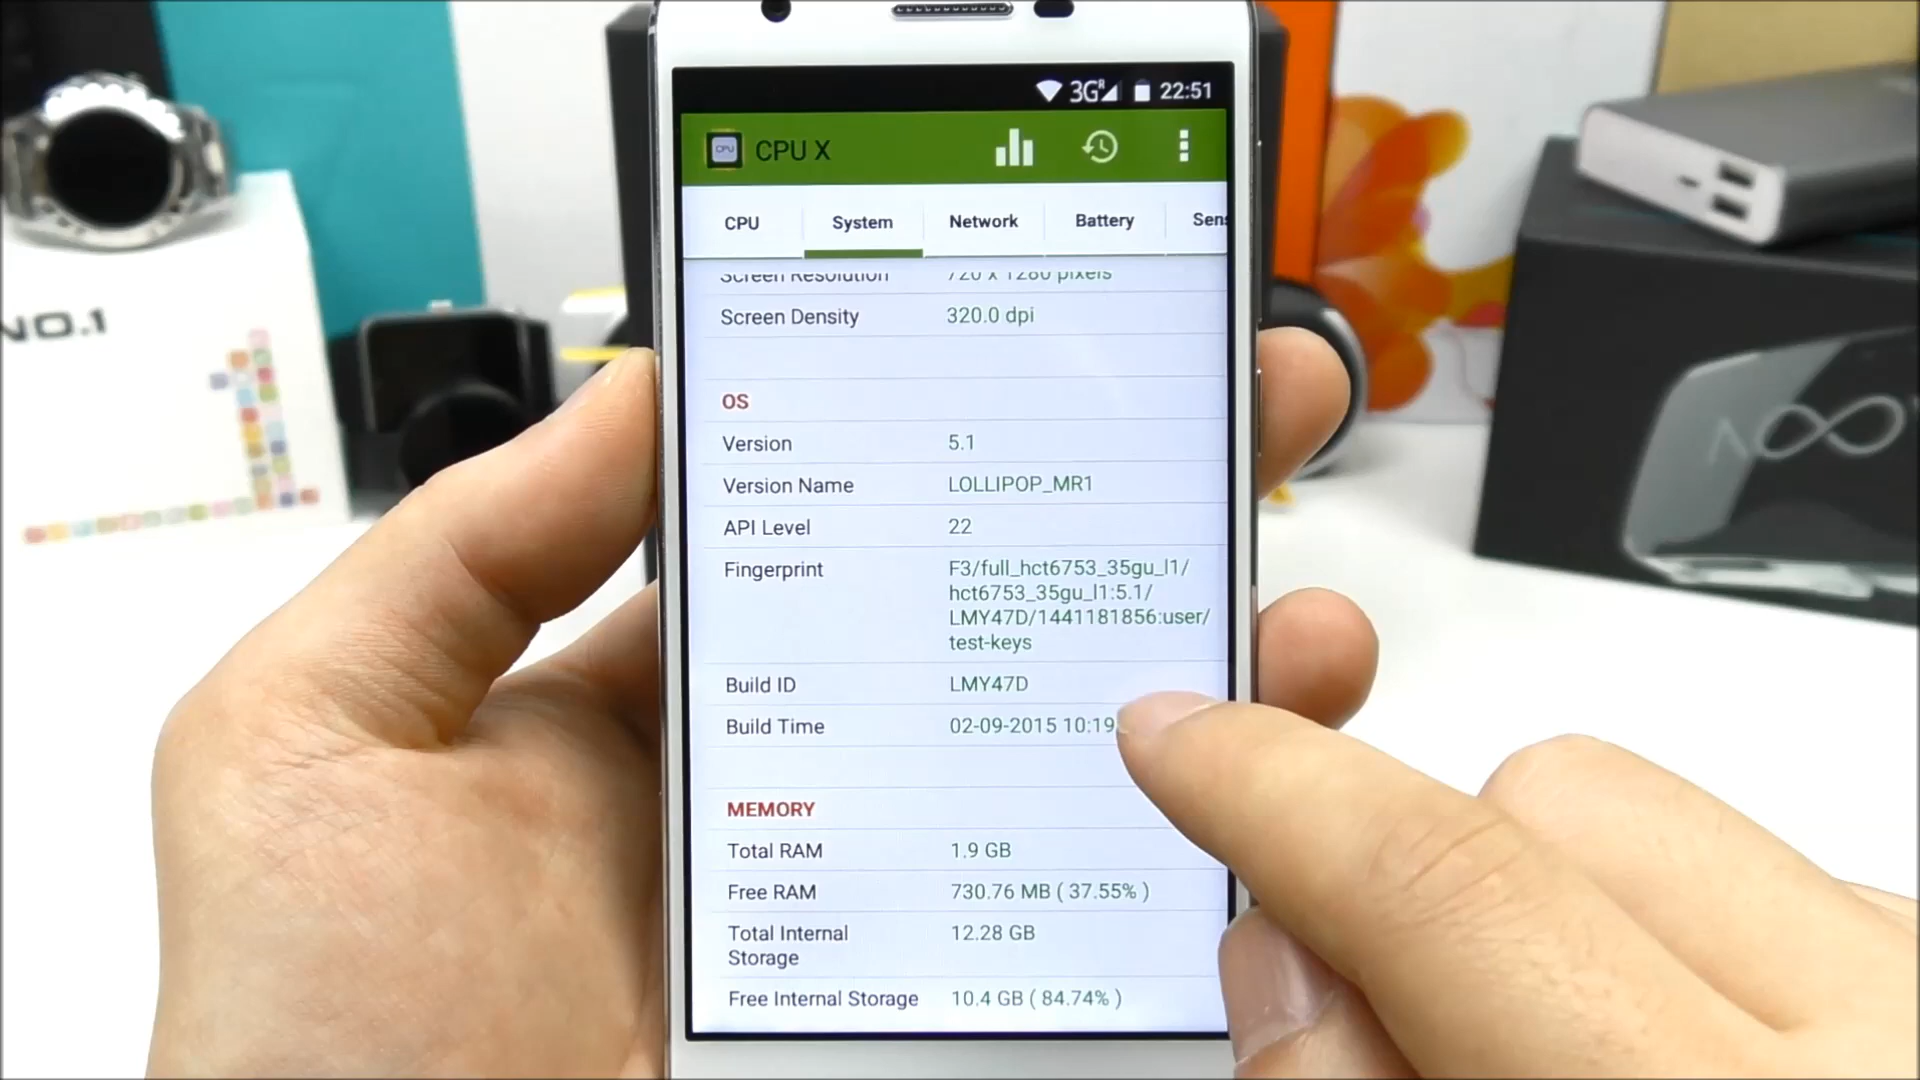 3G R 22:51
CPU CPU X
CPU System Network Battery Sens
Screen Resolution 720 x 1280 pixels
Screen Density 320.0 dpi
OS
Version 5.1
Version Name LOLLIPOP_MR1
API Level 22
Fingerprint F3/full_hct6753_35gu_l1/
hct6753_35gu_l1:5.1/
LMY47D/1441181856:user/
test-keys
Build ID LMY47D
Build Time 02-09-2015 10:19
MEMORY
Total RAM 1.9 GB
Free RAM 730.76 MB ( 37.55% )
Total Internal 12.28 GB
Storage
Free Internal Storage 10.4 GB ( 84.74% )
NO.1